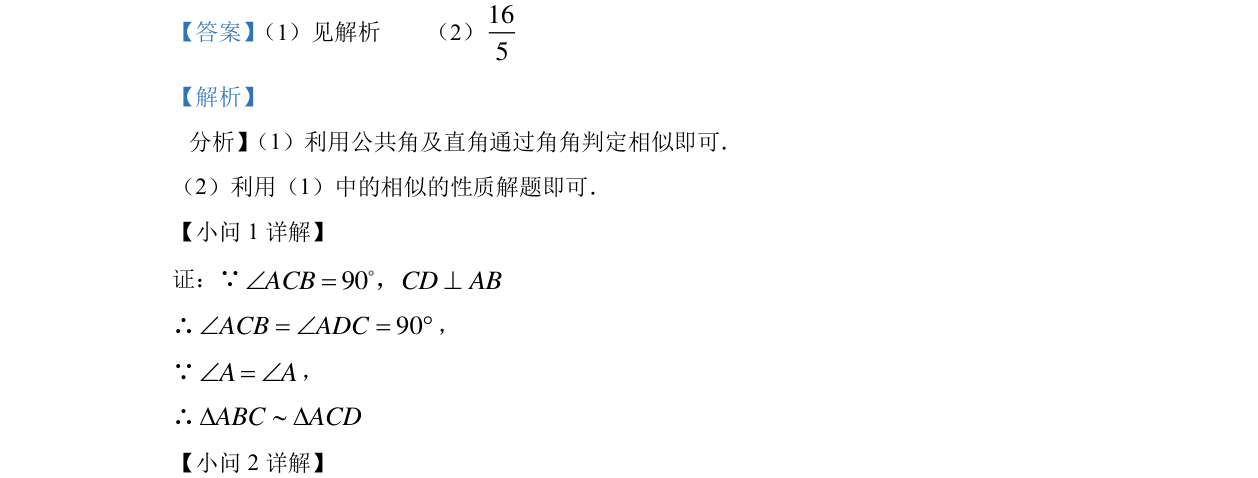 【答案】（1）见解析　　（2）16/5
【解析】
分析】（1）利用公共角及直角通过角角判定相似即可．
（2）利用（1）中的相似的性质解题即可．
【小问 1 详解】
证：∵∠ACB = 90°，CD ⊥ AB
∴∠ACB = ∠ADC = 90°，
∵∠A = ∠A，
∴ΔABC ~ ΔACD
【小问 2 详解】